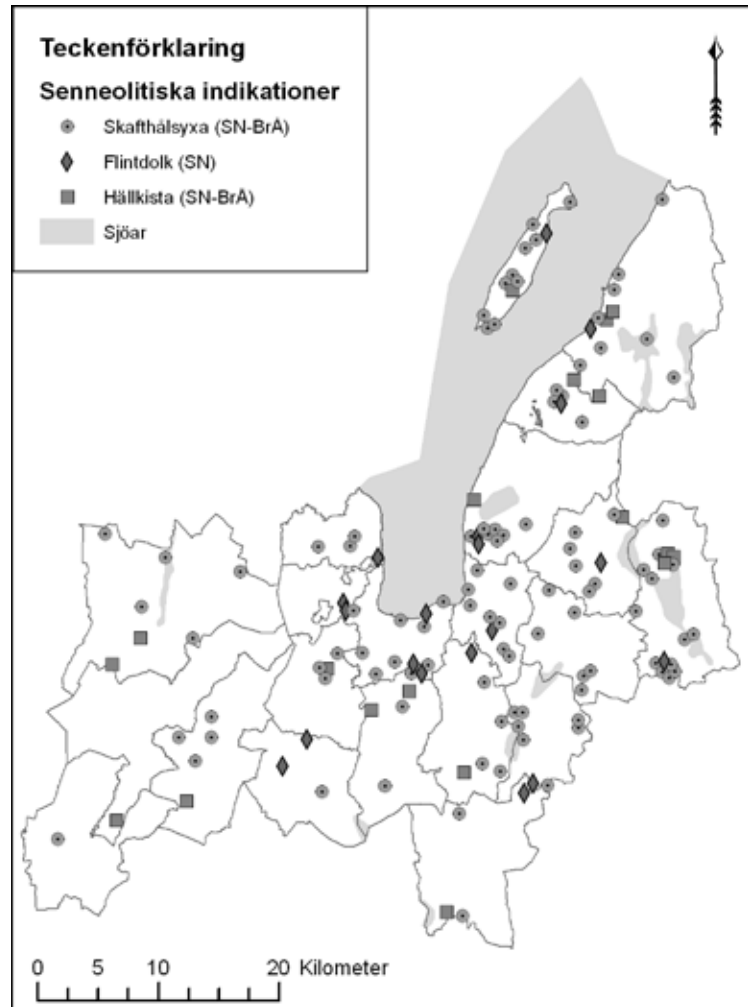 Teckenförklaring
Senneolitiska indikationer
Skafthålsyxa (SN-BrÅ)
Flintdolk (SN)
Hällkista (SN-BrÅ)
Sjöar
0 5 10 20 Kilometer